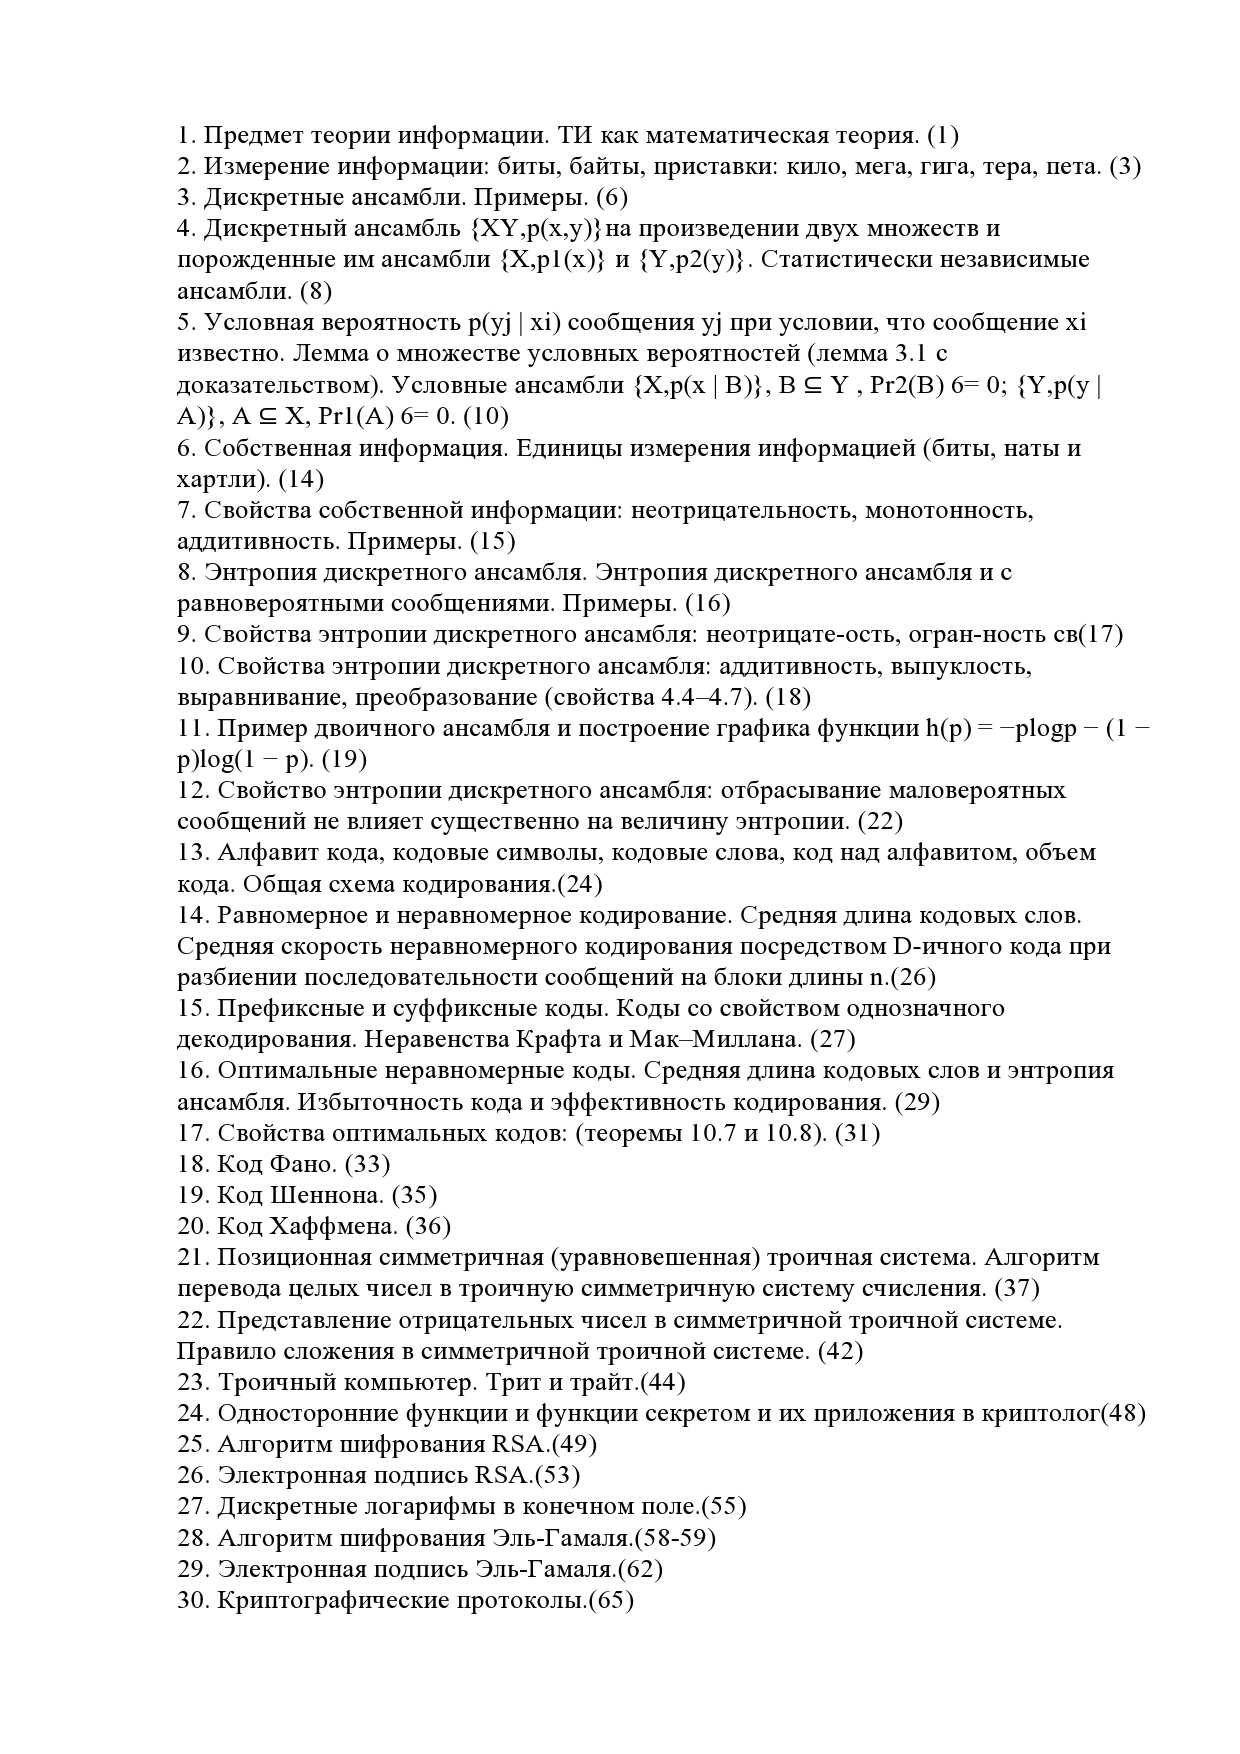 1. Предмет теории информации. ТИ как математическая теория. (1)
2. Измерение информации: биты, байты, приставки: кило, мега, гига, тера, пета. (3)
3. Дискретные ансамбли. Примеры. (6)
4. Дискретный ансамбль {XY,p(x,y)}на произведении двух множеств и
порожденные им ансамбли {X,p1(x)} и {Y,p2(y)}. Статистически независимые
ансамбли. (8)
5. Условная вероятность p(yj | xi) сообщения yj при условии, что сообщение xi
известно. Лемма о множестве условных вероятностей (лемма 3.1 с
доказательством). Условные ансамбли {X,p(x | B)}, B ⊆ Y , Pr2(B) 6= 0; {Y,p(y |
A)}, A ⊆ X, Pr1(A) 6= 0. (10)
6. Собственная информация. Единицы измерения информацией (биты, наты и
хартли). (14)
7. Свойства собственной информации: неотрицательность, монотонность,
аддитивность. Примеры. (15)
8. Энтропия дискретного ансамбля. Энтропия дискретного ансамбля и с
равновероятными сообщениями. Примеры. (16)
9. Свойства энтропии дискретного ансамбля: неотрицате-ость, огран-ность св(17)
10. Свойства энтропии дискретного ансамбля: аддитивность, выпуклость,
выравнивание, преобразование (свойства 4.4–4.7). (18)
11. Пример двоичного ансамбля и построение графика функции h(p) = −plogp − (1 −
p)log(1 − p). (19)
12. Свойство энтропии дискретного ансамбля: отбрасывание маловероятных
сообщений не влияет существенно на величину энтропии. (22)
13. Алфавит кода, кодовые символы, кодовые слова, код над алфавитом, объем
кода. Общая схема кодирования.(24)
14. Равномерное и неравномерное кодирование. Средняя длина кодовых слов.
Средняя скорость неравномерного кодирования посредством D-ичного кода при
разбиении последовательности сообщений на блоки длины n.(26)
15. Префиксные и суффиксные коды. Коды со свойством однозначного
декодирования. Неравенства Крафта и Мак–Миллана. (27)
16. Оптимальные неравномерные коды. Средняя длина кодовых слов и энтропия
ансамбля. Избыточность кода и эффективность кодирования. (29)
17. Свойства оптимальных кодов: (теоремы 10.7 и 10.8). (31)
18. Код Фано. (33)
19. Код Шеннона. (35)
20. Код Хаффмена. (36)
21. Позиционная симметричная (уравновешенная) троичная система. Алгоритм
перевода целых чисел в троичную симметричную систему счисления. (37)
22. Представление отрицательных чисел в симметричной троичной системе.
Правило сложения в симметричной троичной системе. (42)
23. Троичный компьютер. Трит и трайт.(44)
24. Односторонние функции и функции секретом и их приложения в криптолог(48)
25. Алгоритм шифрования RSA.(49)
26. Электронная подпись RSA.(53)
27. Дискретные логарифмы в конечном поле.(55)
28. Алгоритм шифрования Эль-Гамаля.(58-59)
29. Электронная подпись Эль-Гамаля.(62)
30. Криптографические протоколы.(65)